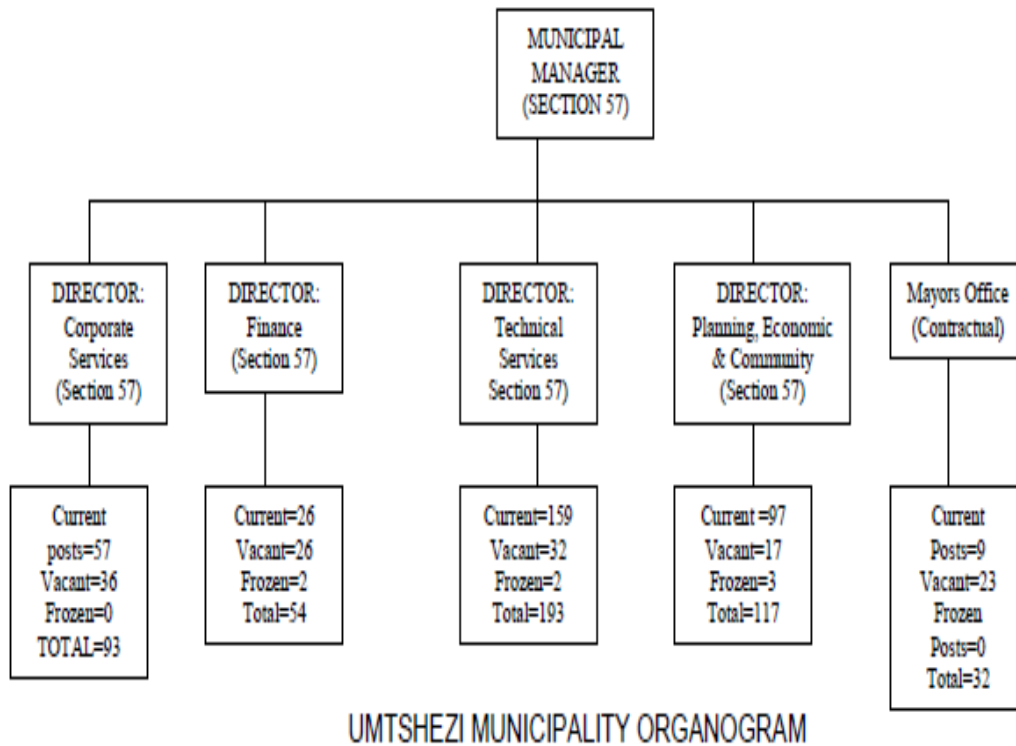 MUNICIPAL
MANAGER
(SECTION 57)
DIRECTOR:
Corporate
Services
(Section 57)
DIRECTOR:
Finance
(Section 57)
DIRECTOR:
Technical
Services
Section 57)
DIRECTOR:
Planning, Economic
& Community
(Section 57)
Mayors Office
(Contractual)
Current
posts=57
Vacant=36
Frozen=0
TOTAL=93
Current=26
Vacant=26
Frozen=2
Total=54
Current=159
Vacant=32
Frozen=2
Total=193
Current =97
Vacant=17
Frozen=3
Total=117
Current
Posts=9
Vacant=23
Frozen
Posts=0
Total=32
UMTSHEZI MUNICIPALITY ORGANOGRAM